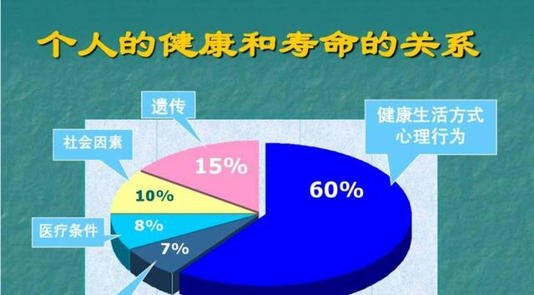 个人的健康和寿命的关系
遗传
健康生活方式
心理行为
社会因素
15%
60%
10%
医疗条件
8%
7%